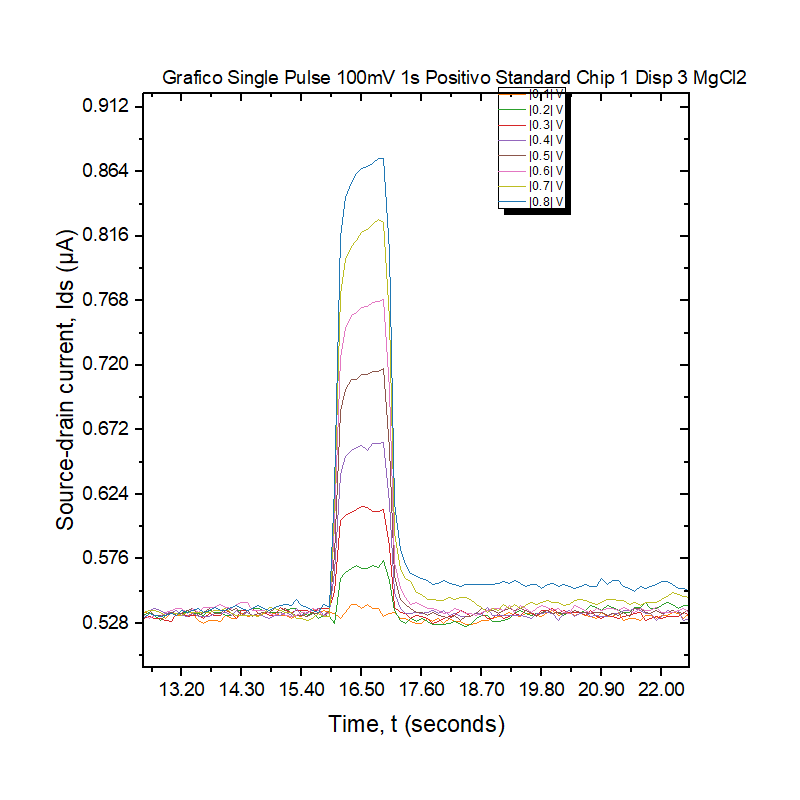 Grafico Single Pulse 100mV 1s Positivo Standard Chip 1 Disp 3 MgCl2
|0.1| V
|0.2| V
|0.3| V
|0.4| V
|0.5| V
|0.6| V
|0.7| V
|0.8| V
0.912
0.864
0.816
0.768
0.720
0.672
0.624
0.576
0.528
Source-drain current, Ids (μA)
13.20 14.30 15.40 16.50 17.60 18.70 19.80 20.90 22.00
Time, t (seconds)